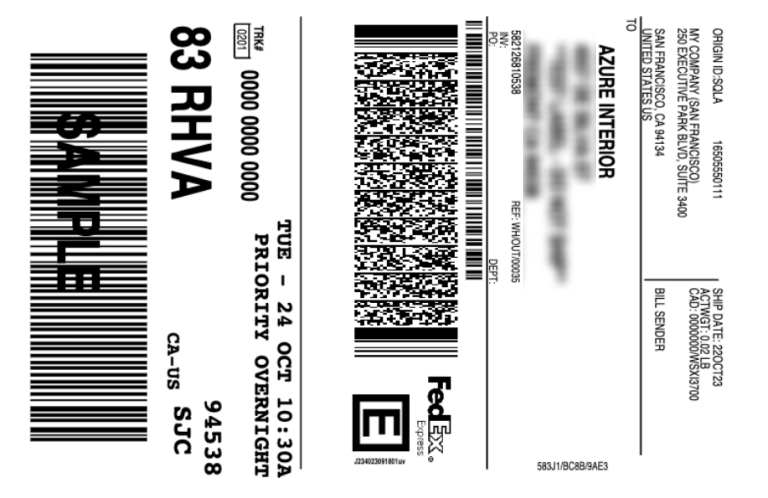 ORIGIN ID:SQLA 16505550111
MY COMPANY (SAN FRANCISCO)
250 EXECUTIVE PARK BLVD, SUITE 3400
SAN FRANCISCO, CA 94134
UNITED STATES US
SHIP DATE: 22OCT23
ACTWGT: 0.02 LB
CAD: 0000000/WSXI3700
BILL SENDER
TO
AZURE INTERIOR
582126810538 REF: WH/OUT/00035
INV:
PO: DEPT:
583J1/BC8B/9AE3
FedEx®
Express
E
J234023091801uv
TUE - 24 OCT 10:30A
PRIORITY OVERNIGHT
TRK#
0201
0000 0000 0000
83 RHVA
94538
CA-US SJC
SAMPLE